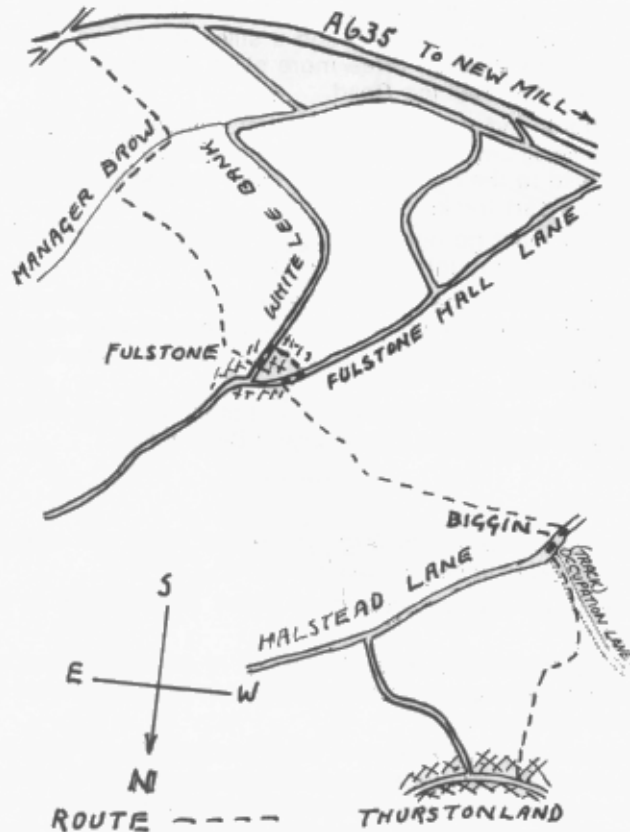 A635 TO NEW MILL
MANAGER BROW
WHITE LEE BANK
FULSTONE
FULSTONE HALL LANE
BIGGIN
(TRACK)
OCCUPATION LANE
HALSTEAD LANE
S
E
W
N
ROUTE
THURSTONLAND